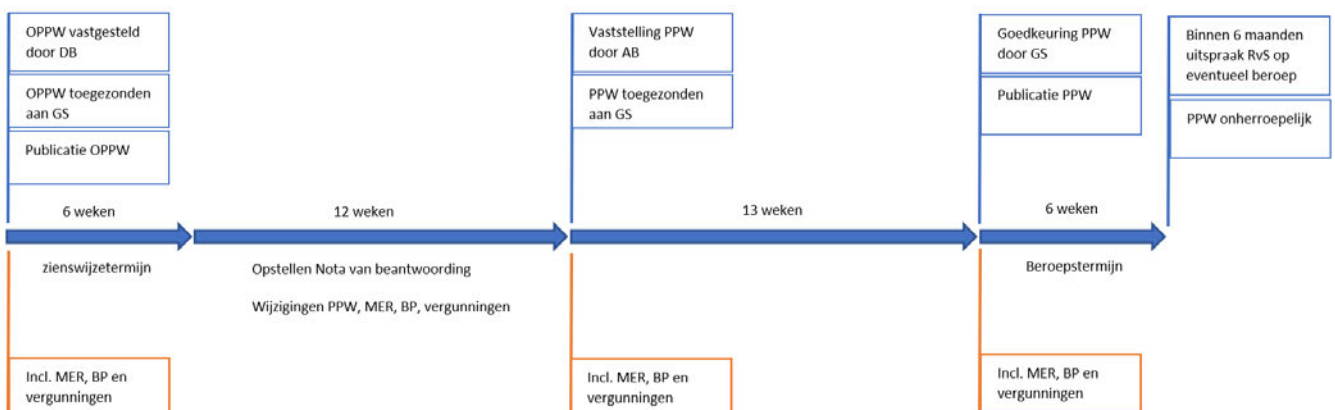 OPPW vastgesteld
door DB
OPPW toegezonden
aan GS
Publicatie OPPW
Vaststelling PPW
door AB
PPW toegezonden
aan GS
Goedkeuring PPW
door GS
Publicatie PPW
Binnen 6 maanden
uitspraak RvS op
eventueel beroep
PPW onherroepelijk
6 weken
12 weken
13 weken
6 weken
zienswijzetermijn
Opstellen Nota van beantwoording
Wijzigingen PPW, MER, BP, vergunningen
Beroepstermijn
Incl. MER, BP en
vergunningen
Incl. MER, BP en
vergunningen
Incl. MER, BP en
vergunningen